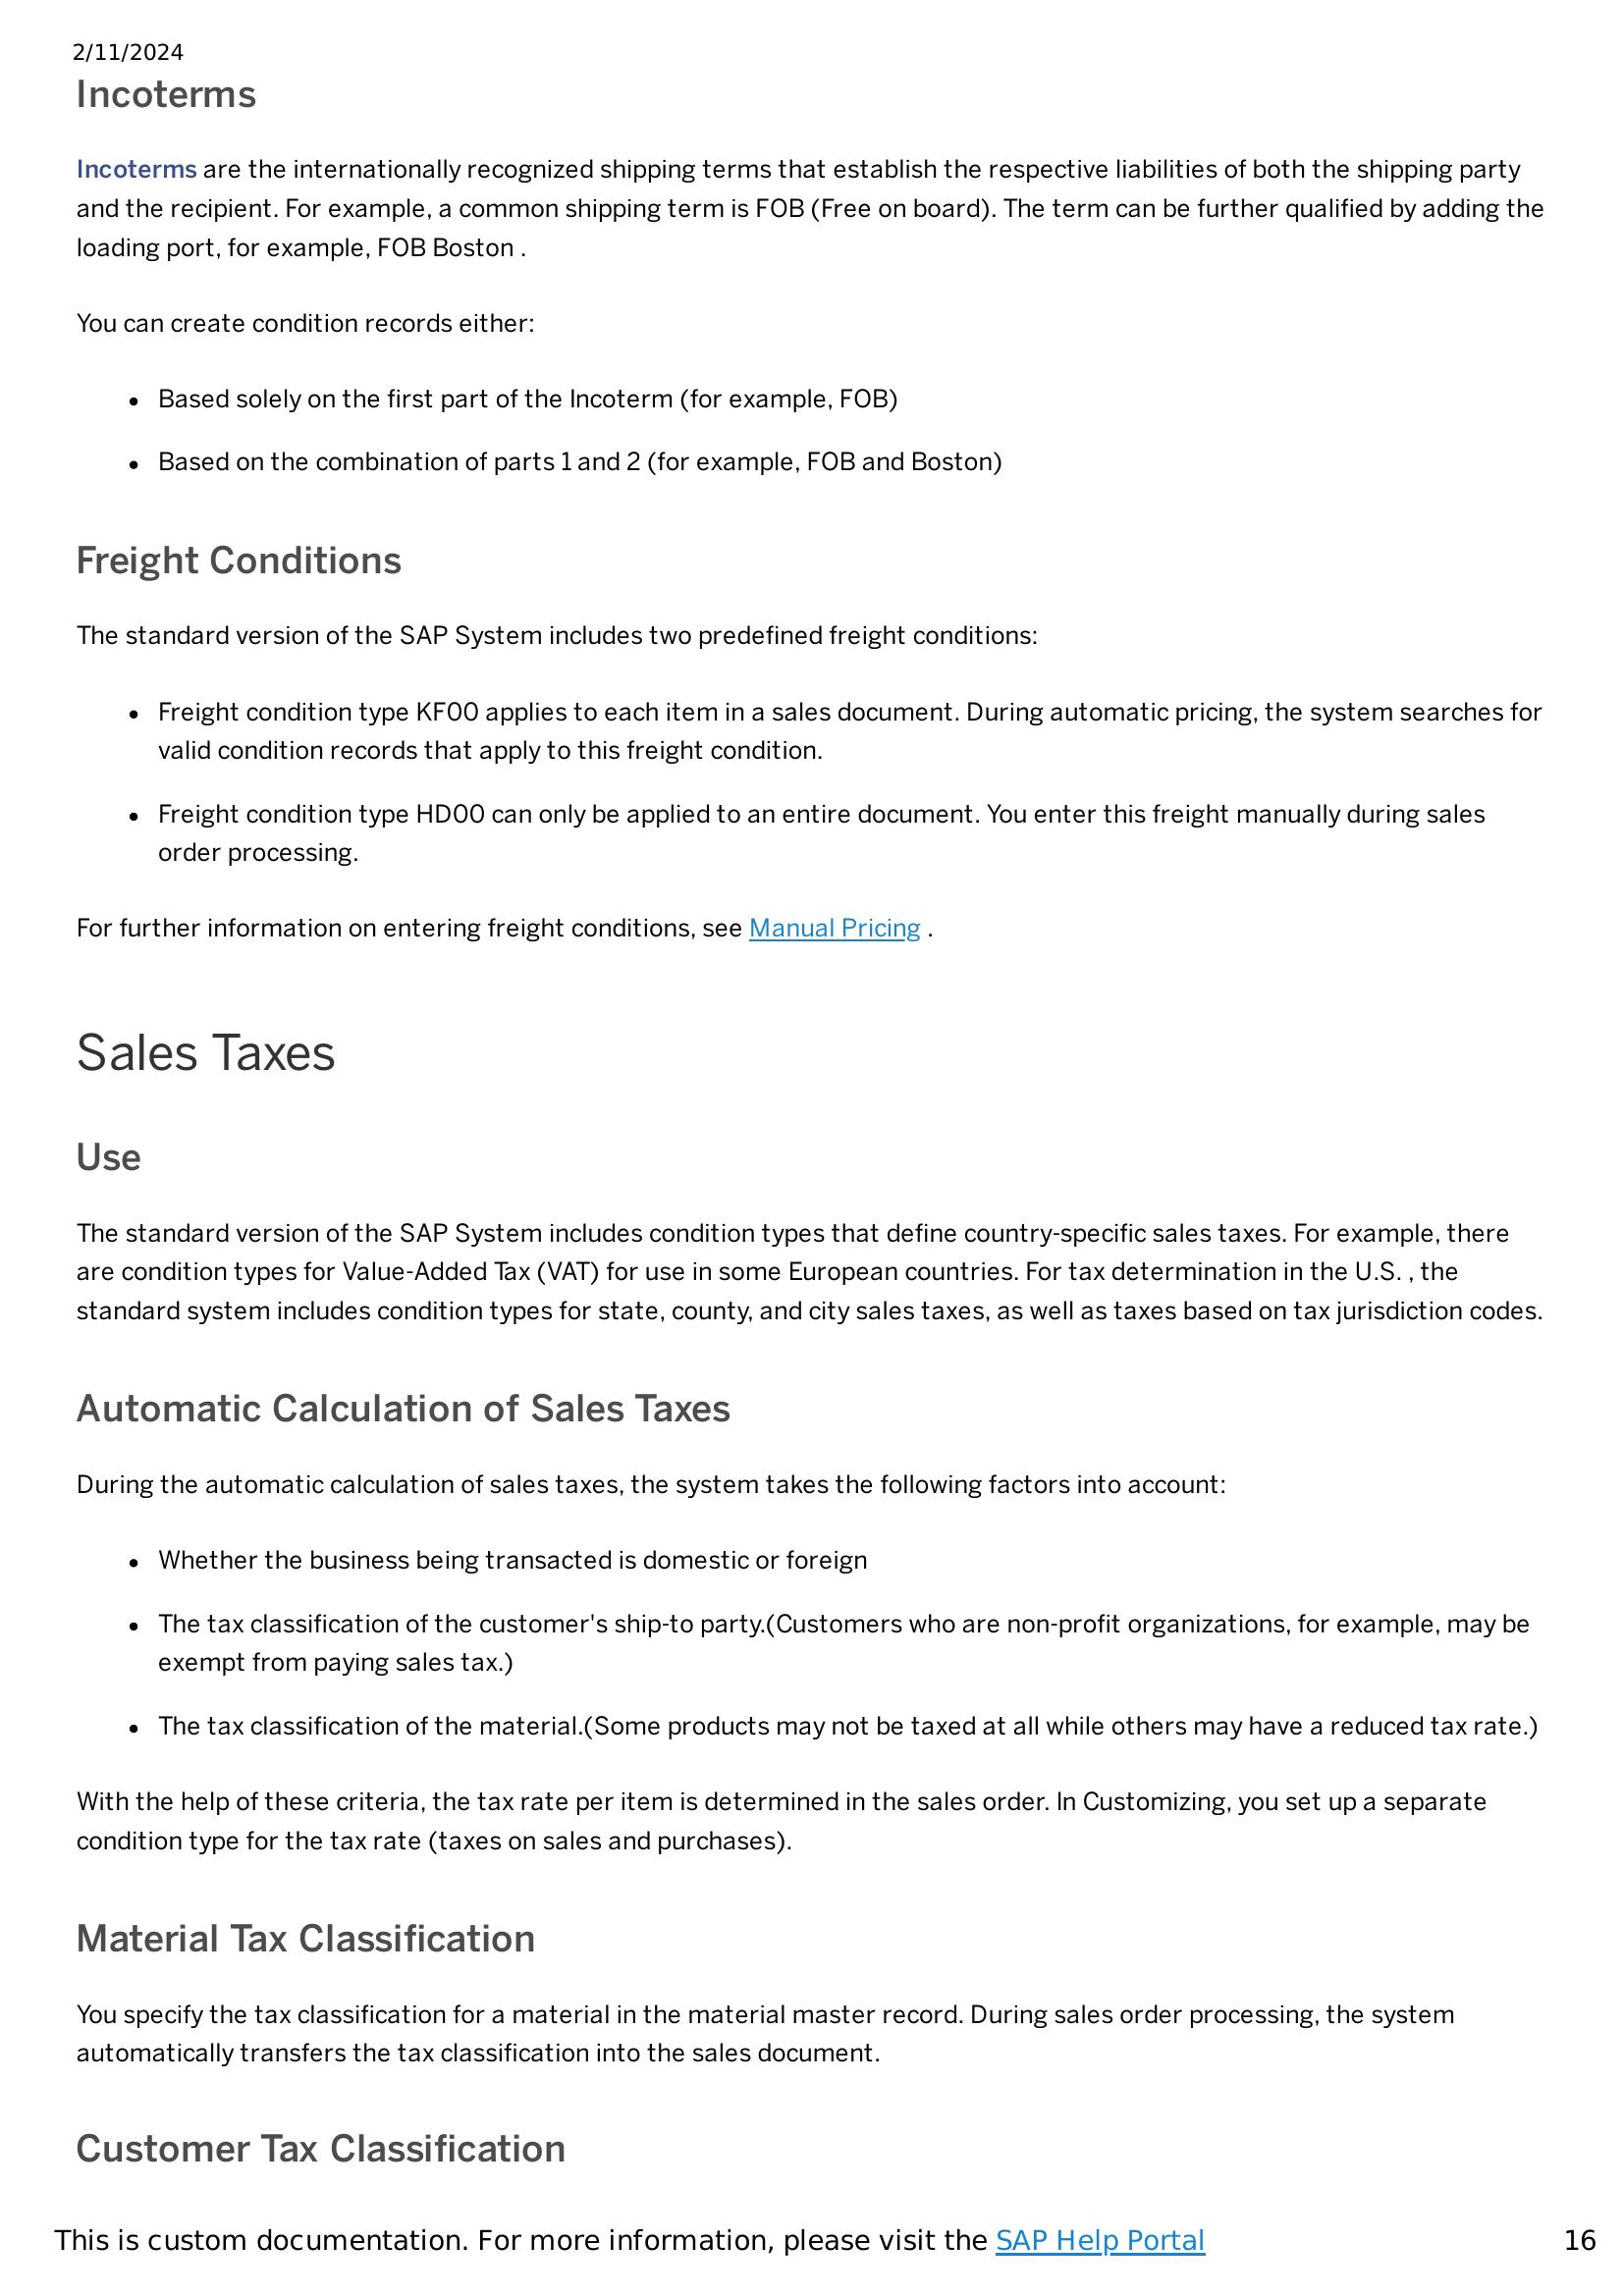 2/11/2024
Incoterms
Incoterms are the internationally recognized shipping terms that establish the respective liabilities of both the shipping party
and the recipient. For example, a common shipping term is FOB (Free on board). The term can be further qualified by adding the
loading port, for example, FOB Boston .
You can create condition records either:
• Based solely on the first part of the Incoterm (for example, FOB)
• Based on the combination of parts 1 and 2 (for example, FOB and Boston)
Freight Conditions
The standard version of the SAP System includes two predefined freight conditions:
• Freight condition type KF00 applies to each item in a sales document. During automatic pricing, the system searches for
valid condition records that apply to this freight condition.
• Freight condition type HD00 can only be applied to an entire document. You enter this freight manually during sales
order processing.
For further information on entering freight conditions, see Manual Pricing .
Sales Taxes
Use
The standard version of the SAP System includes condition types that define country-specific sales taxes. For example, there
are condition types for Value-Added Tax (VAT) for use in some European countries. For tax determination in the U.S. , the
standard system includes condition types for state, county, and city sales taxes, as well as taxes based on tax jurisdiction codes.
Automatic Calculation of Sales Taxes
During the automatic calculation of sales taxes, the system takes the following factors into account:
• Whether the business being transacted is domestic or foreign
• The tax classification of the customer's ship-to party.(Customers who are non-profit organizations, for example, may be
exempt from paying sales tax.)
• The tax classification of the material.(Some products may not be taxed at all while others may have a reduced tax rate.)
With the help of these criteria, the tax rate per item is determined in the sales order. In Customizing, you set up a separate
condition type for the tax rate (taxes on sales and purchases).
Material Tax Classification
You specify the tax classification for a material in the material master record. During sales order processing, the system
automatically transfers the tax classification into the sales document.
Customer Tax Classification
This is custom documentation. For more information, please visit the SAP Help Portal 16